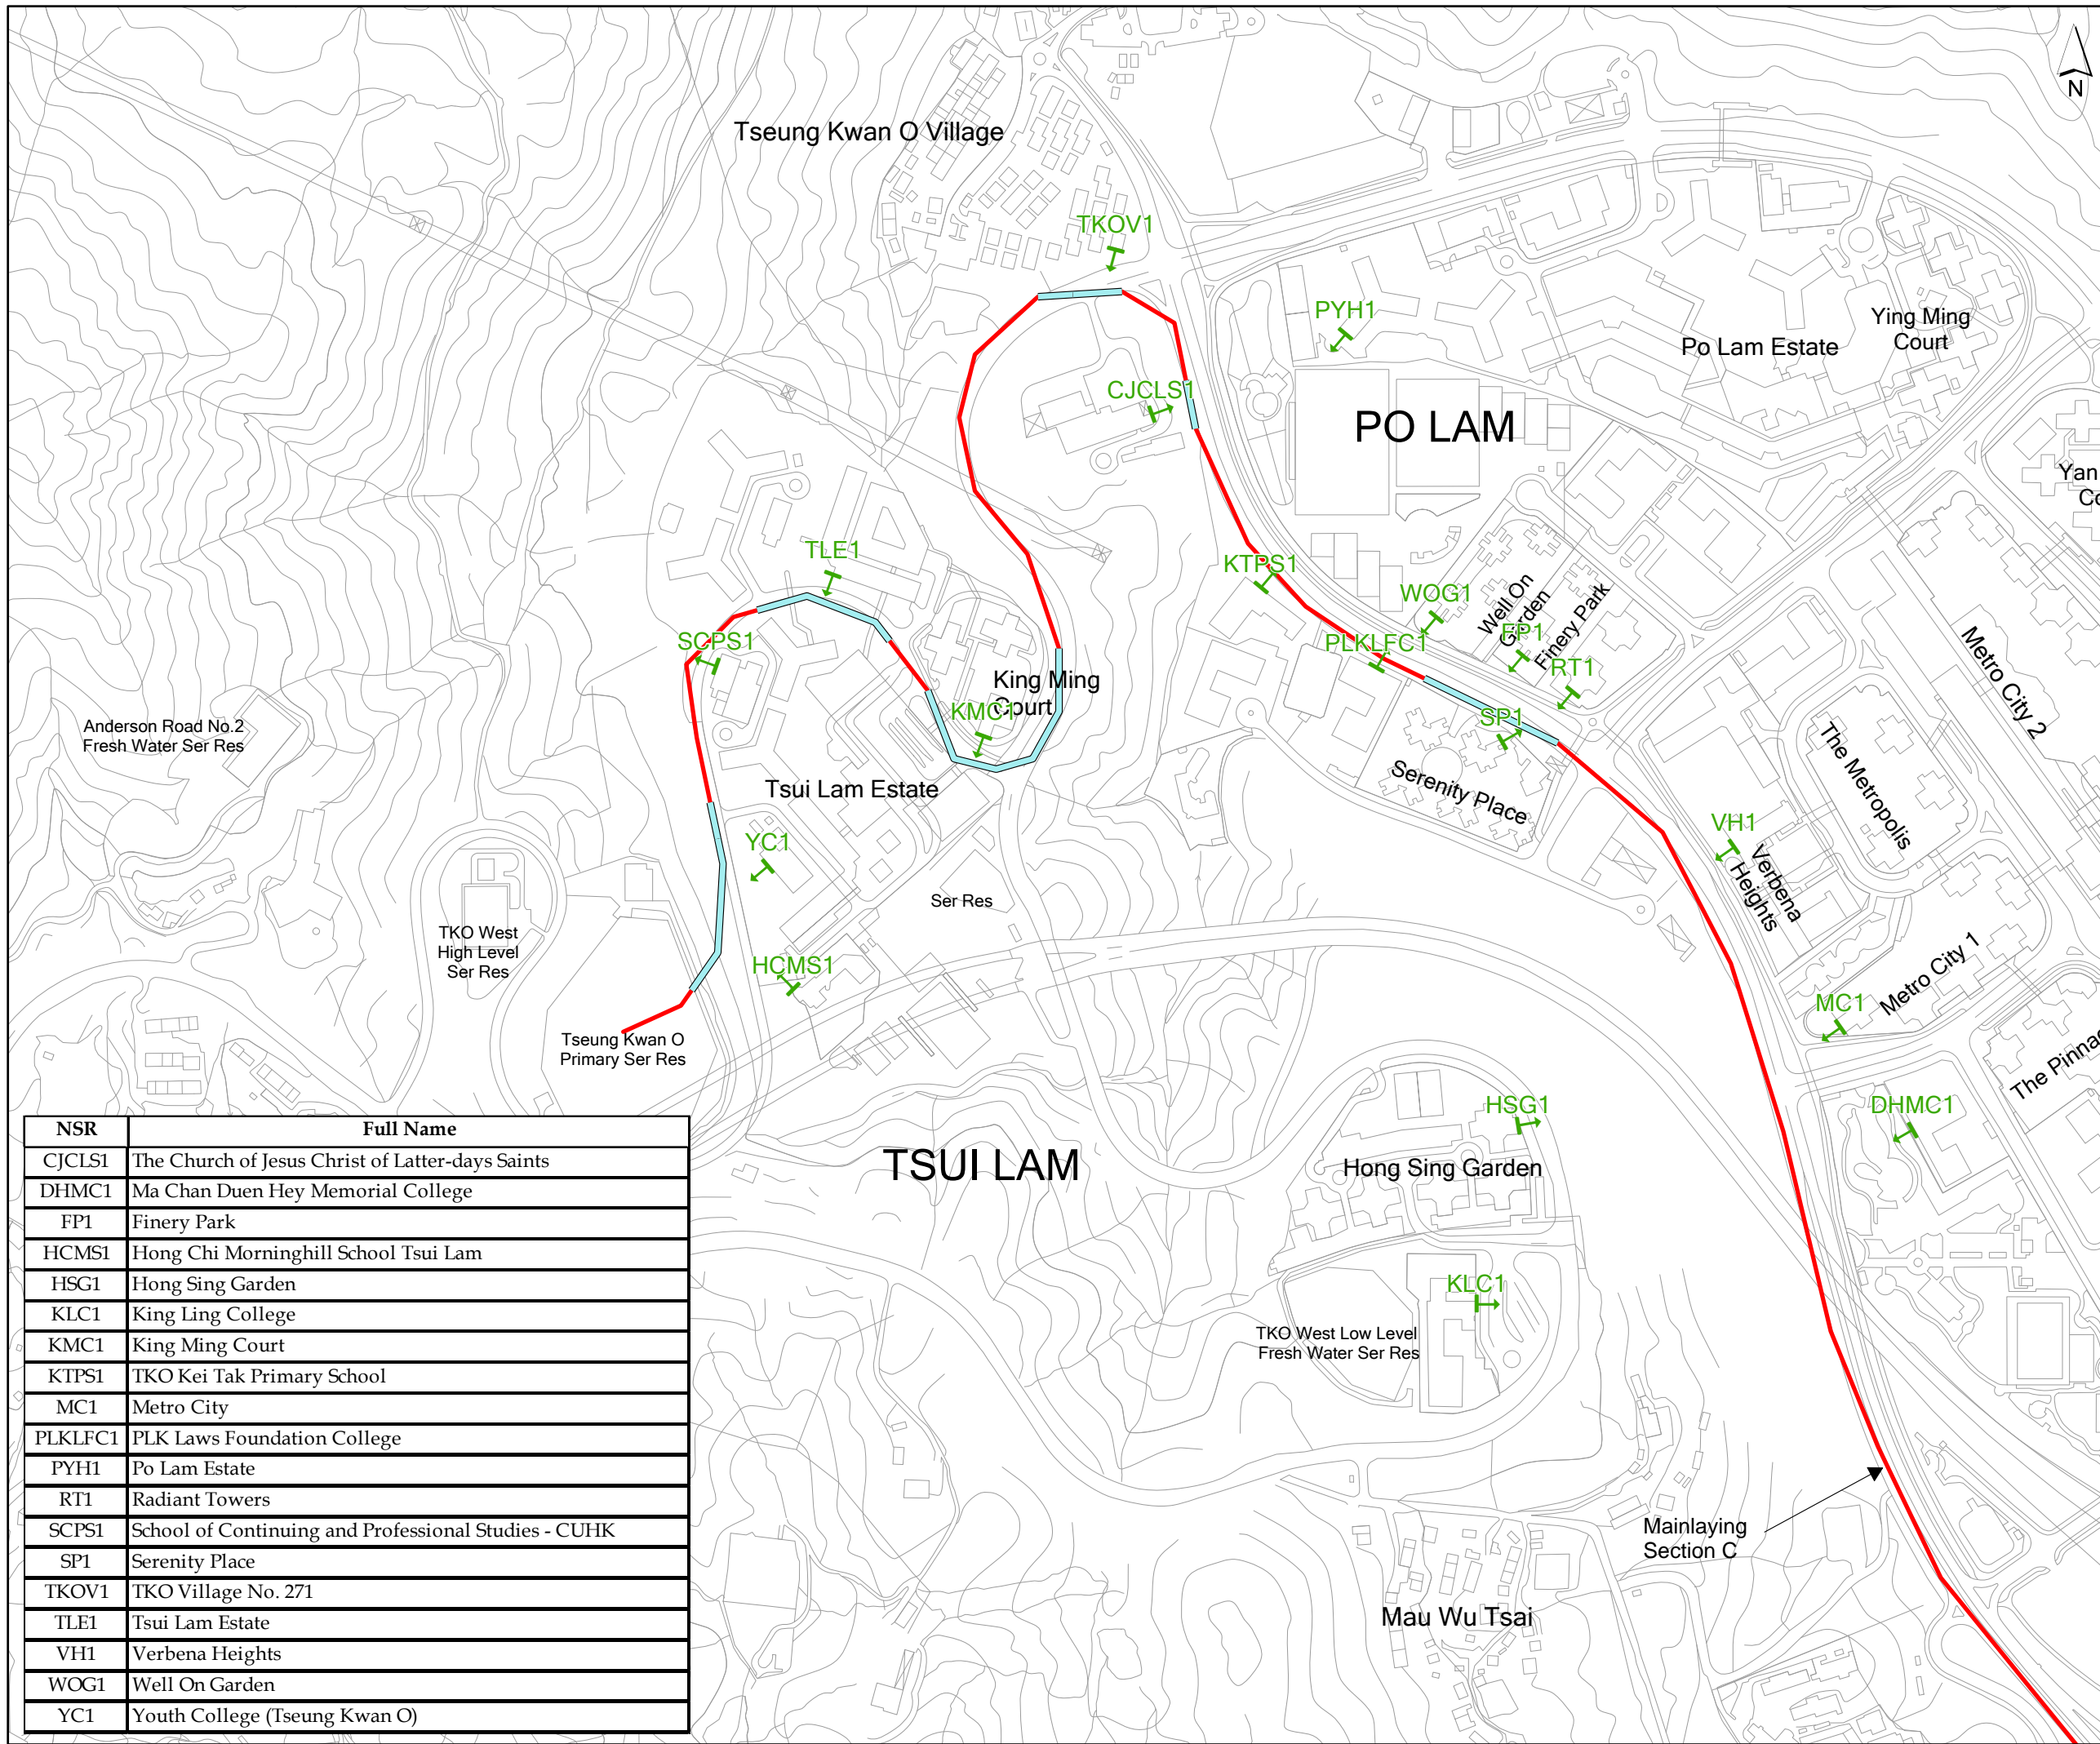 N
Tseung Kwan O Village
TKOV1
PYH1
Ying Ming
Court
Po Lam Estate
CJCLS1
PO LAM
Yan
TLE1
KTPS1
WOG1
Well On
Garden
FP1
Finery Park
RT1
SCPS1
PLKLFC1
King Ming
Court
KMC1
SP1
Metro City 2
The Metropolis
Anderson Road No.2
Fresh Water Ser Res
Tsui Lam Estate
Serenity Place
YC1
VH1
Verbena
Heights
Ser Res
TKO West
High Level
Ser Res
HCMS1
Metro City 1
MC1
Tseung Kwan O
Primary Ser Res
The Pinnac
HSG1
DHMC1
TSUI LAM
Hong Sing Garden
KLC1
TKO West Low Level
Fresh Water Ser Res
Mainlaying
Section C
Mau Wu Tsai
NSR Full Name
CJCLS1 The Church of Jesus Christ of Latter-days Saints
DHMC1 Ma Chan Duen Hey Memorial College
FP1 Finery Park
HCMS1 Hong Chi Morninghill School Tsui Lam
HSG1 Hong Sing Garden
KLC1 King Ling College
KMC1 King Ming Court
KTPS1 TKO Kei Tak Primary School
MC1 Metro City
PLKLFC1 PLK Laws Foundation College
PYH1 Po Lam Estate
RT1 Radiant Towers
SCPS1 School of Continuing and Professional Studies - CUHK
SP1 Serenity Place
TKOV1 TKO Village No. 271
TLE1 Tsui Lam Estate
VH1 Verbena Heights
WOG1 Well On Garden
YC1 Youth College (Tseung Kwan O)